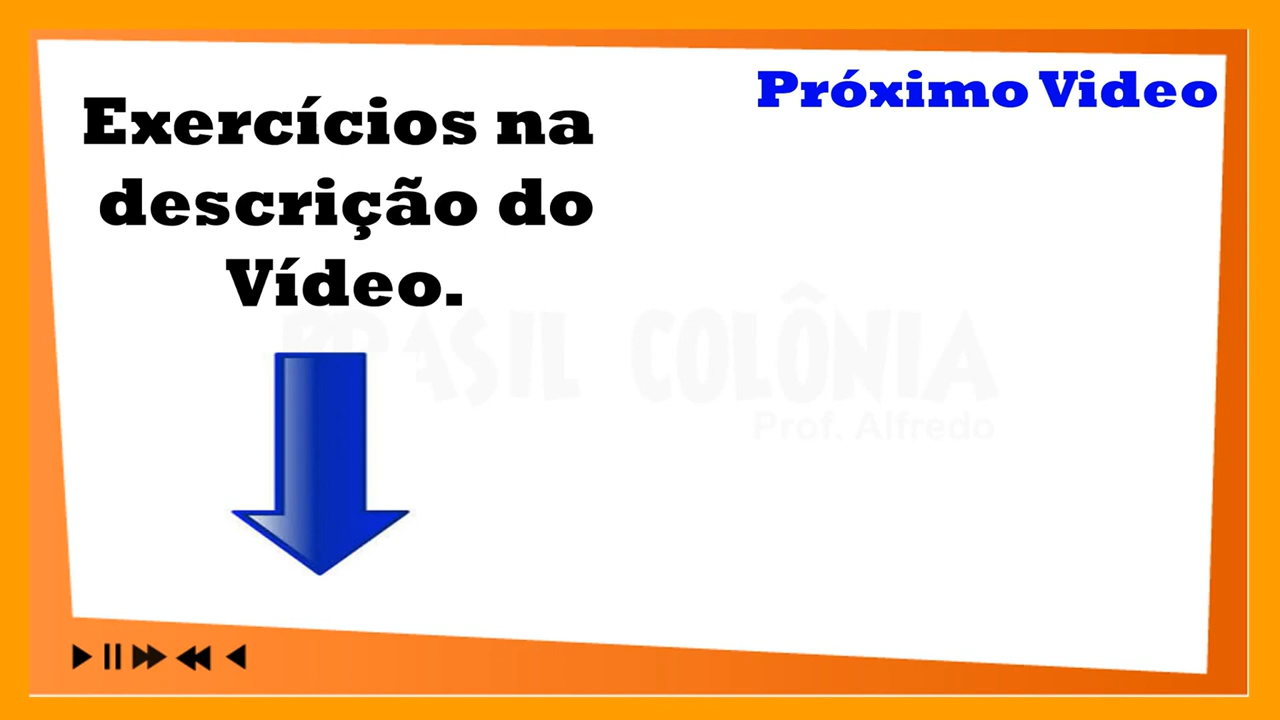 Exercícios na
descrição do
Vídeo.
Próximo Video
BRASIL COLÔNIA
Prof. Alfredo